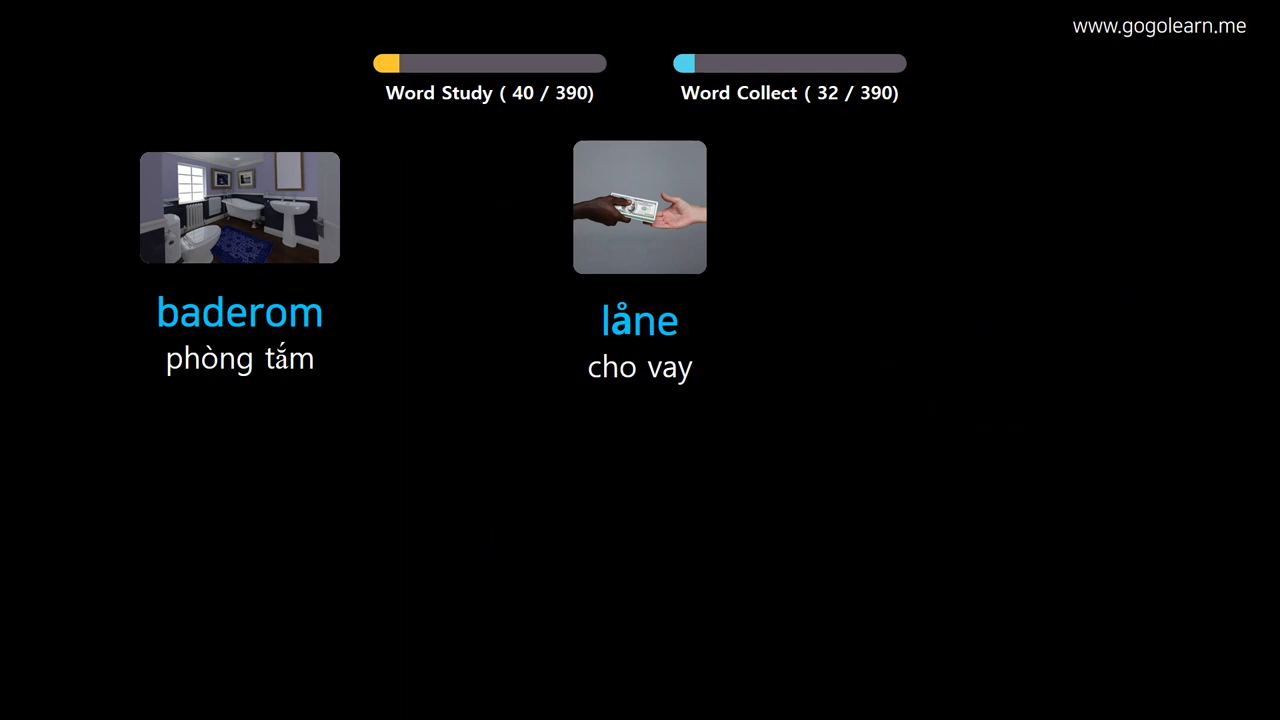 www.gogolearn.me
Word Study ( 40 / 390)
Word Collect ( 32 / 390)
baderom
phòng tắm
låne
cho vay